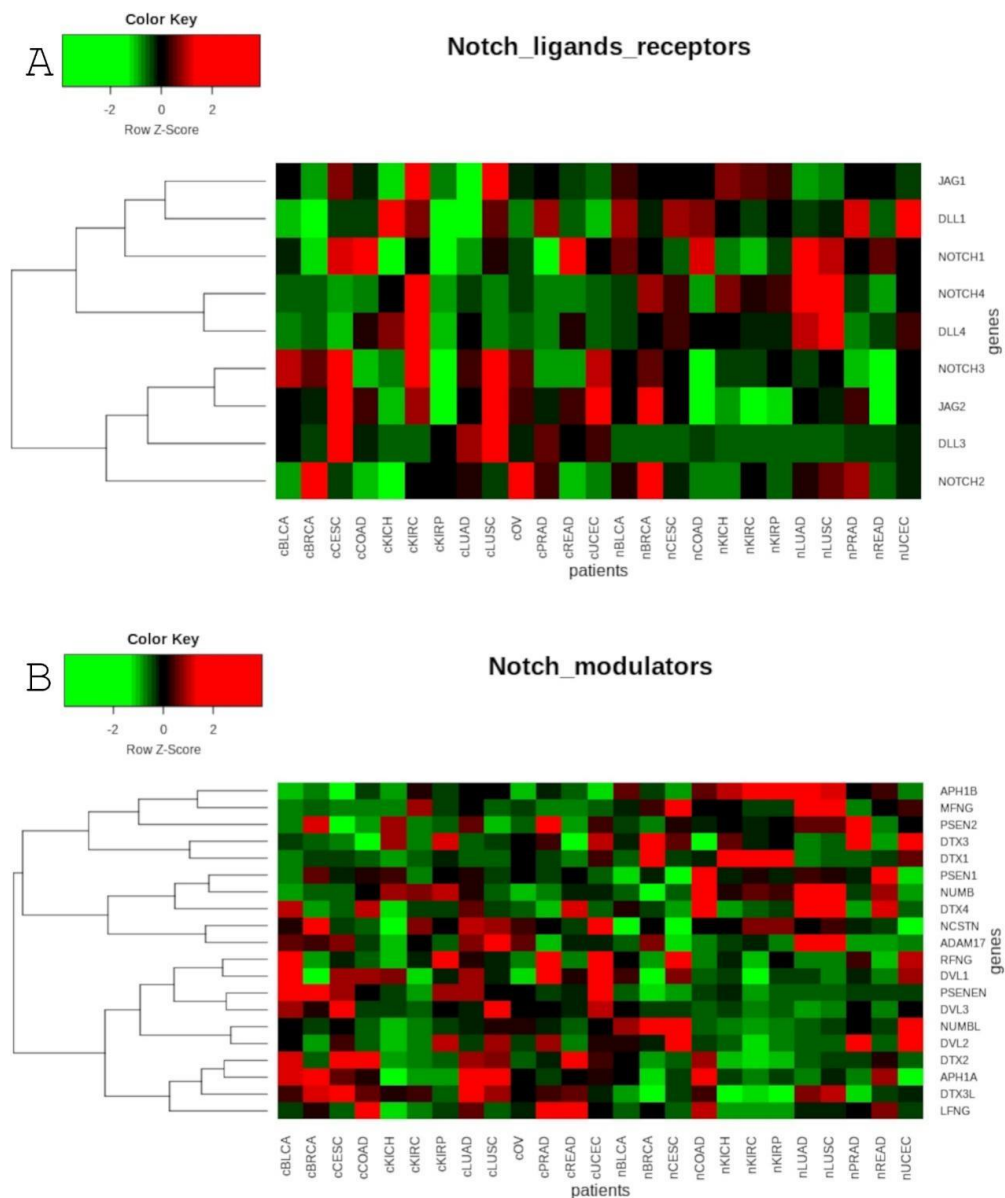 Color Key
A
-2 0 2
Row Z-Score
Notch_ligands_receptors
JAG1
DLL1
NOTCH1
NOTCH4
DLL4
NOTCH3
JAG2
DLL3
NOTCH2
genes
cBLCA cBRCA cCESC cCOAD cKICH cKIRC cKIRP cLUAD cLUSC cOV cPRAD cREAD cUCEC nBLCA nBRCA nCESC nCOAD nKICH nKIRC nKIRP nLUAD nLUSC nPRAD nREAD nUCEC
patients
Color Key
B
-2 0 2
Row Z-Score
Notch_modulators
APH1B
MFNG
PSEN2
DTX3
DTX1
PSEN1
NUMB
DTX4
NCSTN
ADAM17
RFNG
DVL1
PSENEN
DVL3
NUMBL
DVL2
DTX2
APH1A
DTX3L
LFNG
genes
cBLCA cBRCA cCESC cCOAD cKICH cKIRC cKIRP cLUAD cLUSC cOV cPRAD cREAD cUCEC nBLCA nBRCA nCESC nCOAD nKICH nKIRC nKIRP nLUAD nLUSC nPRAD nREAD nUCEC
patients